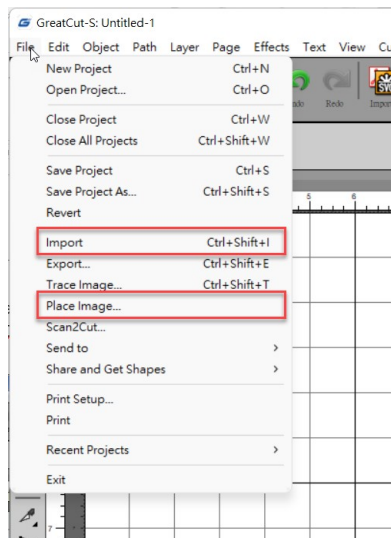 GreatCut-S: Untitled-1
File Edit Object Path Layer Page Effects Text View
New Project Ctrl+N
Open Project... Ctrl+O
Close Project Ctrl+W
Close All Projects Ctrl+Shift+W
Save Project Ctrl+S
Save Project As... Ctrl+Shift+S
Revert
Import Ctrl+Shift+I
Export... Ctrl+Shift+E
Trace Image... Ctrl+Shift+T
Place Image...
Scan2Cut...
Send to
Share and Get Shapes
Print Setup...
Print
Recent Projects
Exit
Redo
5 6
7